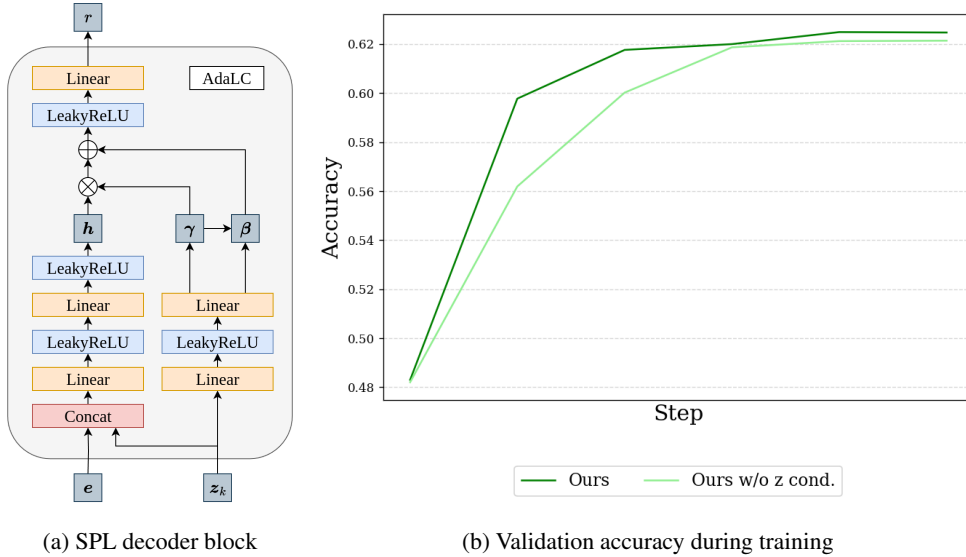 r
Linear
AdaLC
LeakyReLU
h
γ
β
LeakyReLU
Linear
Linear
LeakyReLU
LeakyReLU
Linear
Linear
Concat
e
z_k
(a) SPL decoder block
Accuracy
0.62
0.60
0.58
0.56
0.54
0.52
0.50
0.48
Step
Ours
Ours w/o z cond.
(b) Validation accuracy during training